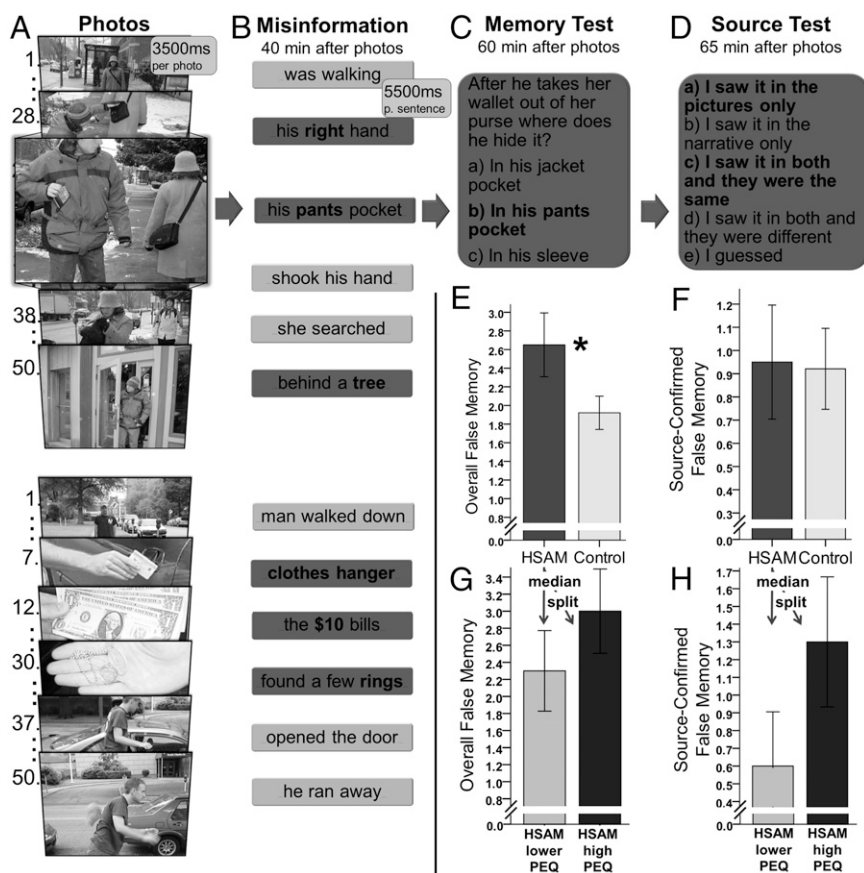 A
Photos
3500ms
per photo
1.
28.
29.
38.
50.
1.
7.
12.
30.
37.
50.
B
Misinformation
40 min after photos
was walking
5500ms
p. sentence
his right hand
his pants pocket
shook his hand
she searched
behind a tree
man walked down
clothes hanger
the $10 bills
found a few rings
opened the door
he ran away
C
Memory Test
60 min after photos
After he takes her
wallet out of her
purse where does
he hide it?
a) In his jacket
pocket
b) In his pants
pocket
c) In his sleeve
D
Source Test
65 min after photos
a) I saw it in the
pictures only
b) I saw it in the
narrative only
c) I saw it in both
and they were the
same
d) I saw it in both and
they were different
e) I guessed
E
Overall False Memory
3.0
2.8
2.6
2.4
2.2
2.0
1.8
1.6
1.4
1.2
1.0
0.8
0.0
*
HSAM Control
F
Source-Confirmed
False Memory
1.2
1.1
1.0
0.9
0.8
0.7
0.6
0.5
0.4
0.3
0.0
HSAM Control
G
Overall False Memory
3.4
3.2
3.0
2.8
2.6
2.4
2.2
2.0
1.8
1.6
1.4
1.2
1.0
0.8
0.0
median
split
HSAM HSAM
lower high
PEQ PEQ
H
Source-Confirmed
False Memory
1.7
1.6
1.5
1.4
1.3
1.2
1.1
1.0
0.9
0.8
0.7
0.6
0.5
0.4
0.0
median
split
HSAM HSAM
lower high
PEQ PEQ